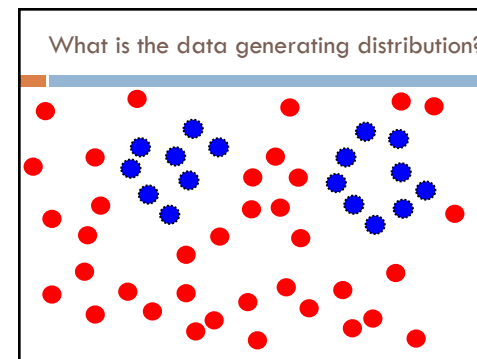 What is the data generating distribution?